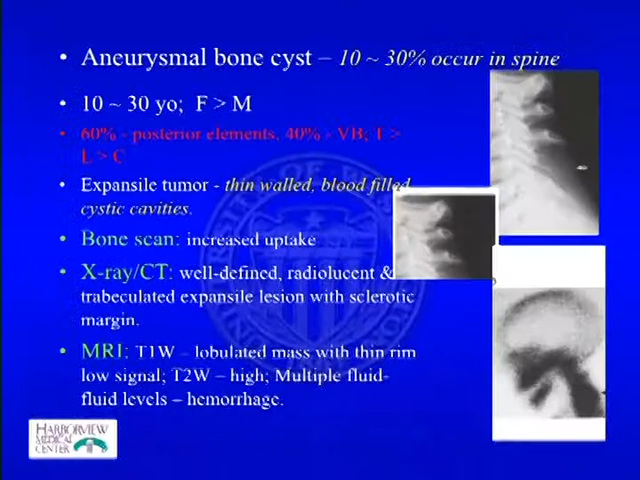 • Aneurysmal bone cyst – 10 ~ 30% occur in spine
• 10 ~ 30 yo; F > M
• 60% - posterior elements, 40% - VB; T >
L > C
• Expansile tumor - thin walled, blood filled
cystic cavities.
• Bone scan: increased uptake
• X-ray/CT: well-defined, radiolucent &
trabeculated expansile lesion with sclerotic
margin.
• MRI: T1W – lobulated mass with thin rim
low signal; T2W – high; Multiple fluid-
fluid levels – hemorrhage.
HARBORVIEW
MEDICAL
CENTER